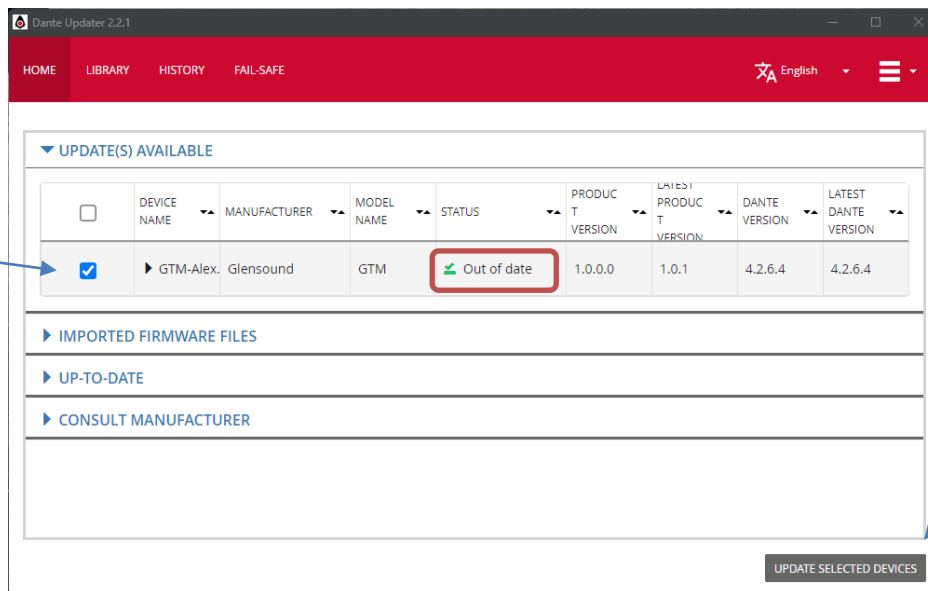 Dante Updater 2.2.1
HOME LIBRARY HISTORY FAIL-SAFE English
UPDATE(S) AVAILABLE
DEVICE NAME MANUFACTURER MODEL NAME STATUS PRODUC T VERSION LATEST PRODUC T VERSION DANTE VERSION LATEST DANTE VERSION
GTM-Alex. Glensound GTM Out of date 1.0.0.0 1.0.1 4.2.6.4 4.2.6.4
IMPORTED FIRMWARE FILES
UP-TO-DATE
CONSULT MANUFACTURER
UPDATE SELECTED DEVICES